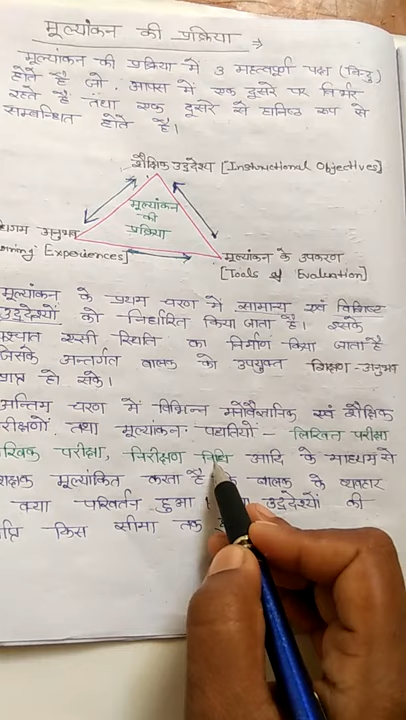 मूल्यांकन की प्रक्रिया →
मूल्यांकन की प्रक्रिया में 3 महत्वपूर्ण पक्ष (बिन्दु)
होते है जो आपस में एक दूसरे पर निर्भर
रहते हैं तथा एक दूसरे से घनिष्ठ रूप से
सम्बन्धित होते है।
शैक्षिक उद्देश्य [Instructional Objectives]
मूल्यांकन
की
प्रक्रिया
अनुभव
Experiences]
मूल्यांकन के उपकरण
[Tools of Evaluation]
मूल्यांकन के प्रथम चरण में सामान्य एवं विशिष्ट
उद्देश्यों को निर्धारित किया जाता है। इसके
पश्चात ऐसी स्थिति का निर्माण किया जाता है
जिसके अन्तर्गत बालक को उपयुक्त शिक्षण-अनुभव
हो सके।
अन्तिम चरण में विभिन्न मनोवैज्ञानिक एवं शैक्षिक
तथा मूल्यांकन पद्यतियों - लिखित परीक्षा
परीक्षा, निरीक्षण विधि आदि के माध्यम से
मूल्यांकित करता है बालक के व्यवहार
क्या परिवर्तन हुआ उद्देश्यों की
किस सीमा तक